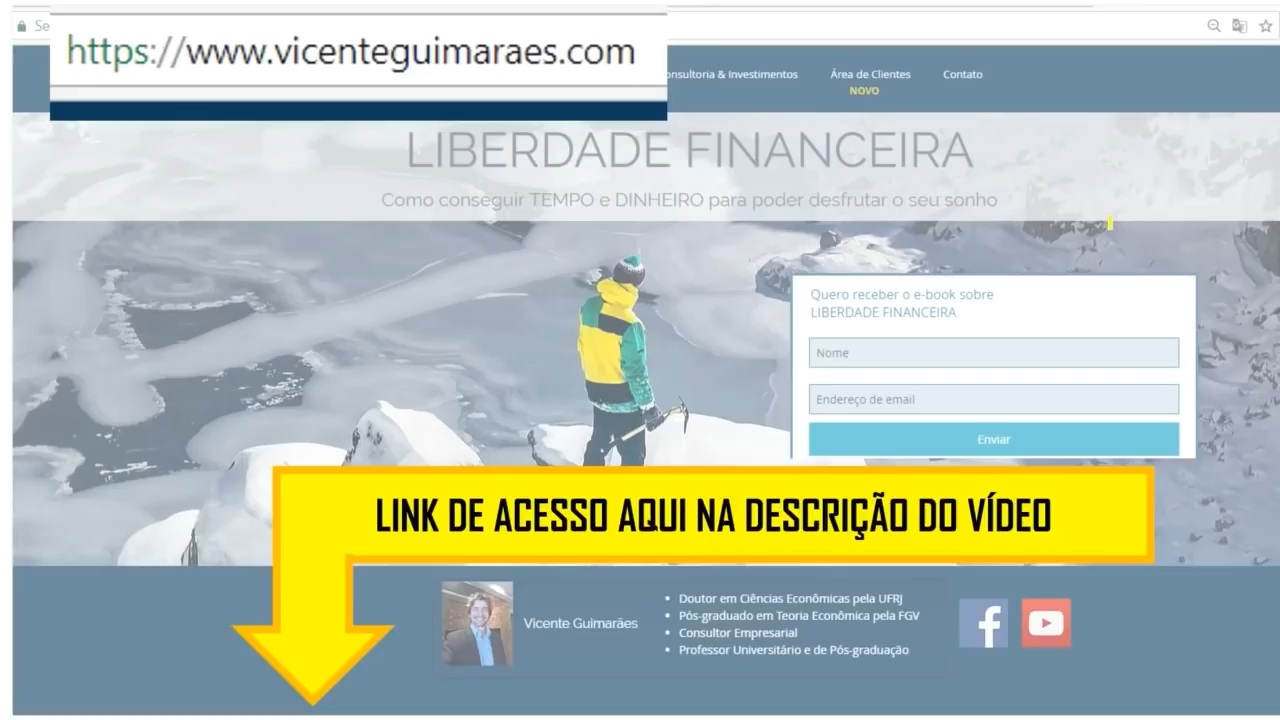 Se
https://www.vicenteguimaraes.com
onsultoria & Investimentos
Área de Clientes
Contato
NOVO
LIBERDADE FINANCEIRA
Como conseguir TEMPO e DINHEIRO para poder desfrutar o seu sonho
Quero receber o e-book sobre
LIBERDADE FINANCEIRA
Nome
Endereço de email
Enviar
LINK DE ACESSO AQUI NA DESCRIÇÃO DO VÍDEO
Vicente Guimarães
• Doutor em Ciências Econômicas pela UFRJ
• Pós-graduado em Teoria Econômica pela FGV
• Consultor Empresarial
• Professor Universitário e de Pós-graduação
f